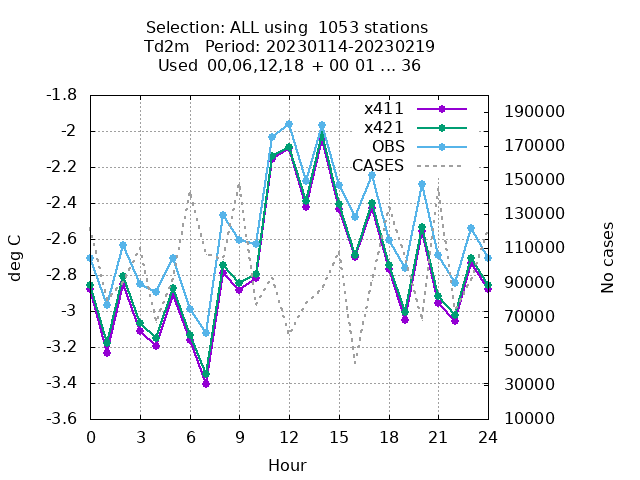 Selection: ALL using  1053 stations
Td2m   Period: 20230114-20230219
Used  00,06,12,18  + 00 01 ... 36
x411
x421
OBS
CASES
-1.8
-2
-2.2
-2.4
-2.6
-2.8
-3
-3.2
-3.4
-3.6
deg C
190000
170000
150000
130000
110000
90000
70000
50000
30000
10000
No cases
0 3 6 9 12 15 18 21 24
Hour